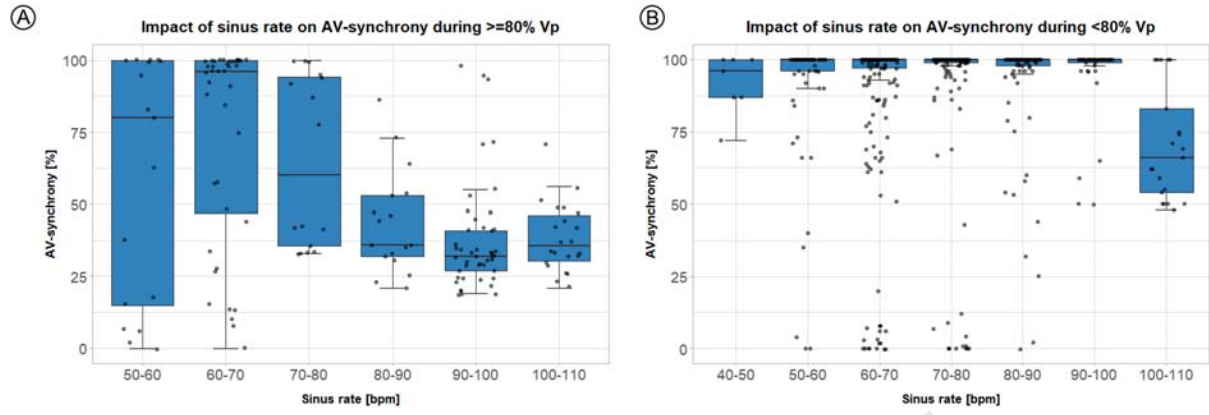 A
Impact of sinus rate on AV-synchrony during >=80% Vp
AV-synchrony [%]
100
75
50
25
0
50-60 60-70 70-80 80-90 90-100 100-110
Sinus rate [bpm]
B
Impact of sinus rate on AV-synchrony during <80% Vp
AV-synchrony [%]
100
75
50
25
0
40-50 50-60 60-70 70-80 80-90 90-100 100-110
Sinus rate [bpm]